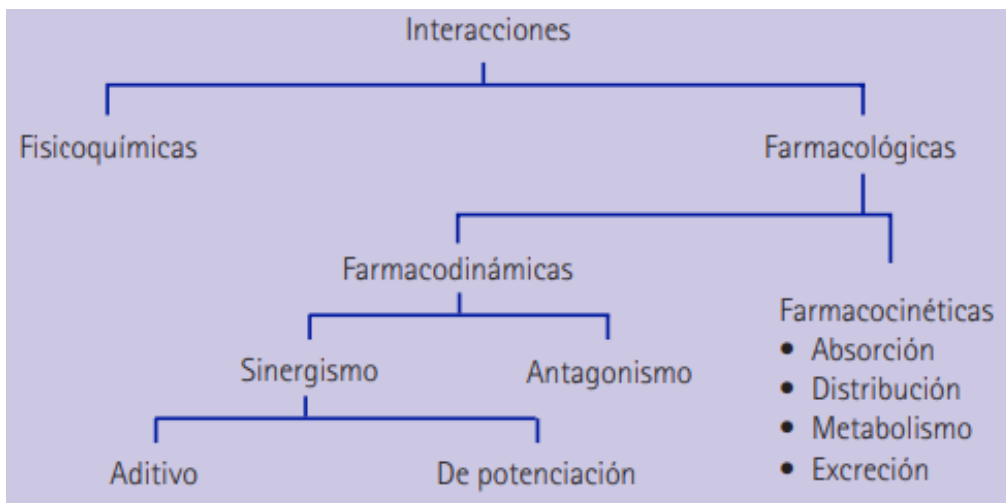 Interacciones
Fisicoquímicas
Farmacológicas
Farmacodinámicas
Sinergismo
Antagonismo
Aditivo
De potenciación
Farmacocinéticas
• Absorción
• Distribución
• Metabolismo
• Excreción